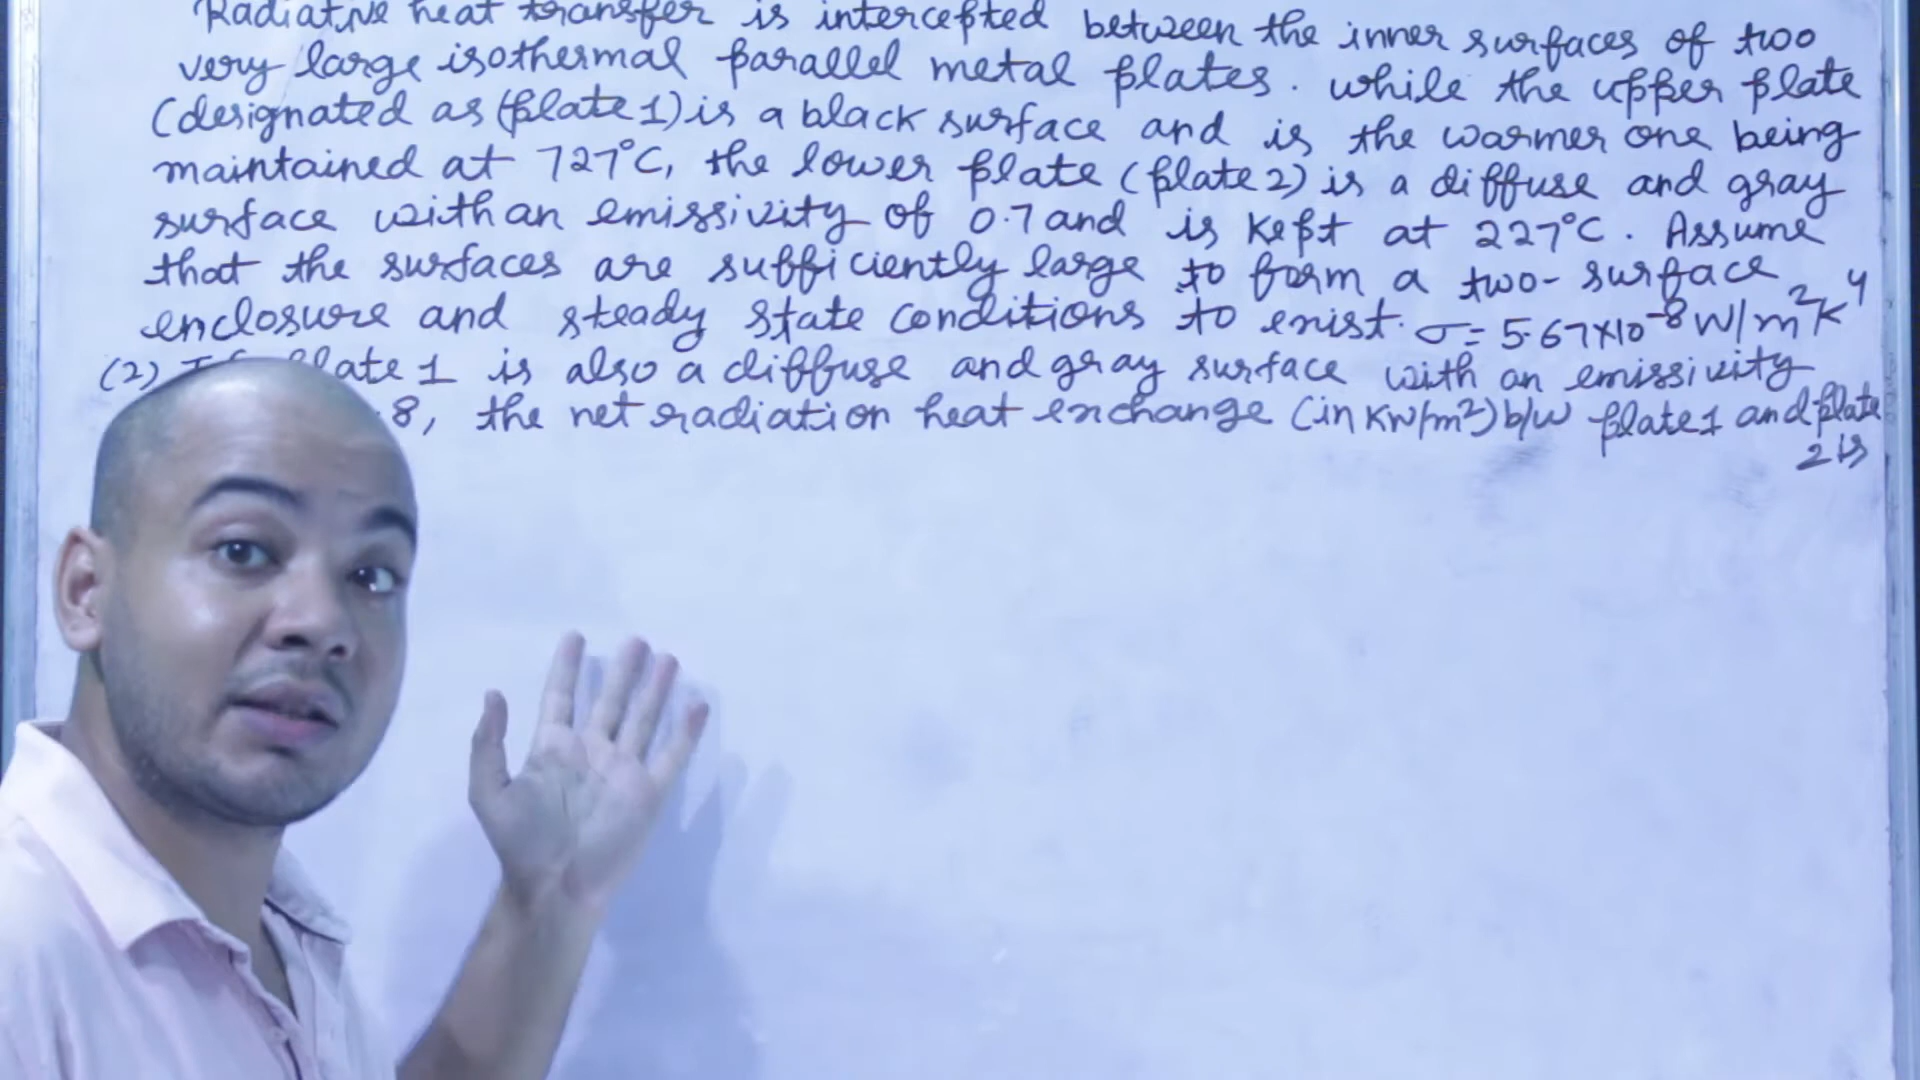 Radiative heat transfer is intercepted between the inner surfaces of two
very large isothermal parallel metal plates. While the upper plate
(designated as (plate 1) is a black surface and is the warmer one being
maintained at 727°C, the lower plate (plate 2) is a diffuse and gray
surface with an emissivity of 0.7 and is kept at 227°C. Assume
that the surfaces are sufficiently large to form a two-surface
enclosure and steady state conditions to exist. σ = 5.67×10⁻⁸ W/m²K⁴
(2) plate 1 is also a diffuse and gray surface with an emissivity
8, the net radiation heat exchange (in KW/m²) b/w plate 1 and plate
2 is